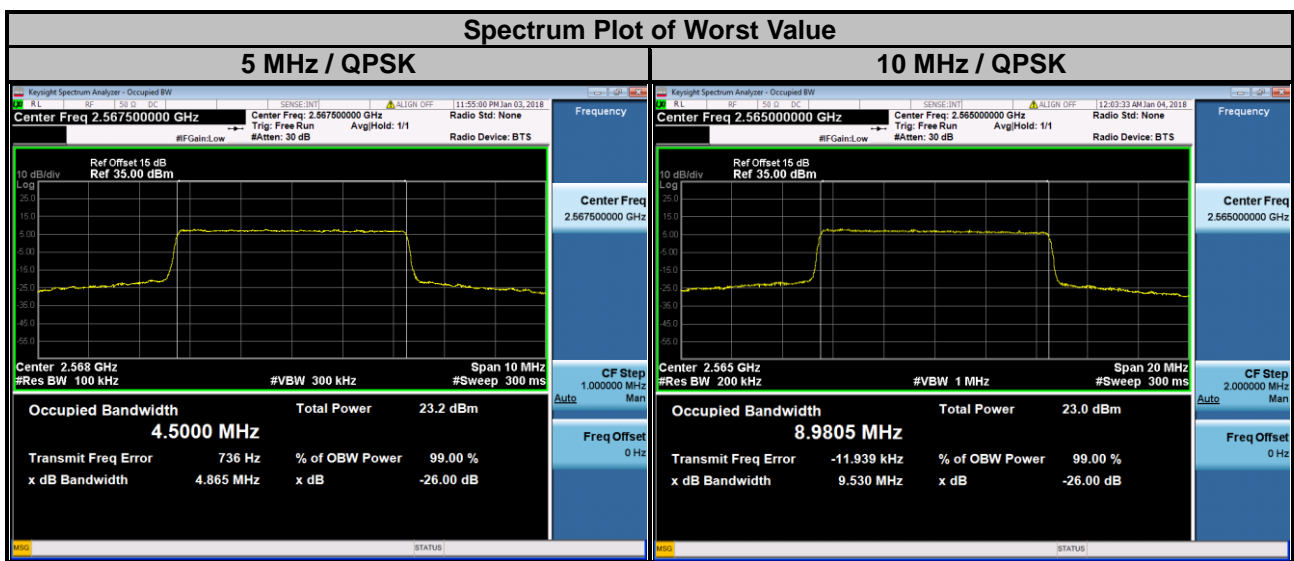 Spectrum Plot of Worst Value
5 MHz / QPSK
Keysight Spectrum Analyzer - Occupied BW
RL RF 50 Ω DC SENSE:INT ALIGN OFF 11:55:00 PM Jan 03, 2018
Center Freq 2.567500000 GHz
Center Freq: 2.567500000 GHz
Radio Std: None
Trig: Free Run Avg|Hold: 1/1
#IFGain:Low #Atten: 30 dB Radio Device: BTS
Ref Offset 15 dB
10 dB/div Ref 35.00 dBm
Log
25.0
15.0
5.00
-5.00
-15.0
-25.0
-35.0
-45.0
-55.0
Center 2.568 GHz Span 10 MHz
#Res BW 100 kHz #VBW 300 kHz #Sweep 300 ms
Occupied Bandwidth Total Power 23.2 dBm
4.5000 MHz
Transmit Freq Error 736 Hz % of OBW Power 99.00 %
x dB Bandwidth 4.865 MHz x dB -26.00 dB
MSG STATUS
Frequency
Center Freq
2.567500000 GHz
CF Step
1.000000 MHz
Auto Man
Freq Offset
0 Hz
10 MHz / QPSK
Keysight Spectrum Analyzer - Occupied BW
RL RF 50 Ω DC SENSE:INT ALIGN OFF 12:03:33 AM Jan 04, 2018
Center Freq 2.565000000 GHz
Center Freq: 2.565000000 GHz
Radio Std: None
Trig: Free Run Avg|Hold: 1/1
#IFGain:Low #Atten: 30 dB Radio Device: BTS
Ref Offset 15 dB
10 dB/div Ref 35.00 dBm
Log
25.0
15.0
5.00
-5.00
-15.0
-25.0
-35.0
-45.0
-55.0
Center 2.565 GHz Span 20 MHz
#Res BW 200 kHz #VBW 1 MHz #Sweep 300 ms
Occupied Bandwidth Total Power 23.0 dBm
8.9805 MHz
Transmit Freq Error -11.939 kHz % of OBW Power 99.00 %
x dB Bandwidth 9.530 MHz x dB -26.00 dB
MSG STATUS
Frequency
Center Freq
2.565000000 GHz
CF Step
2.000000 MHz
Auto Man
Freq Offset
0 Hz